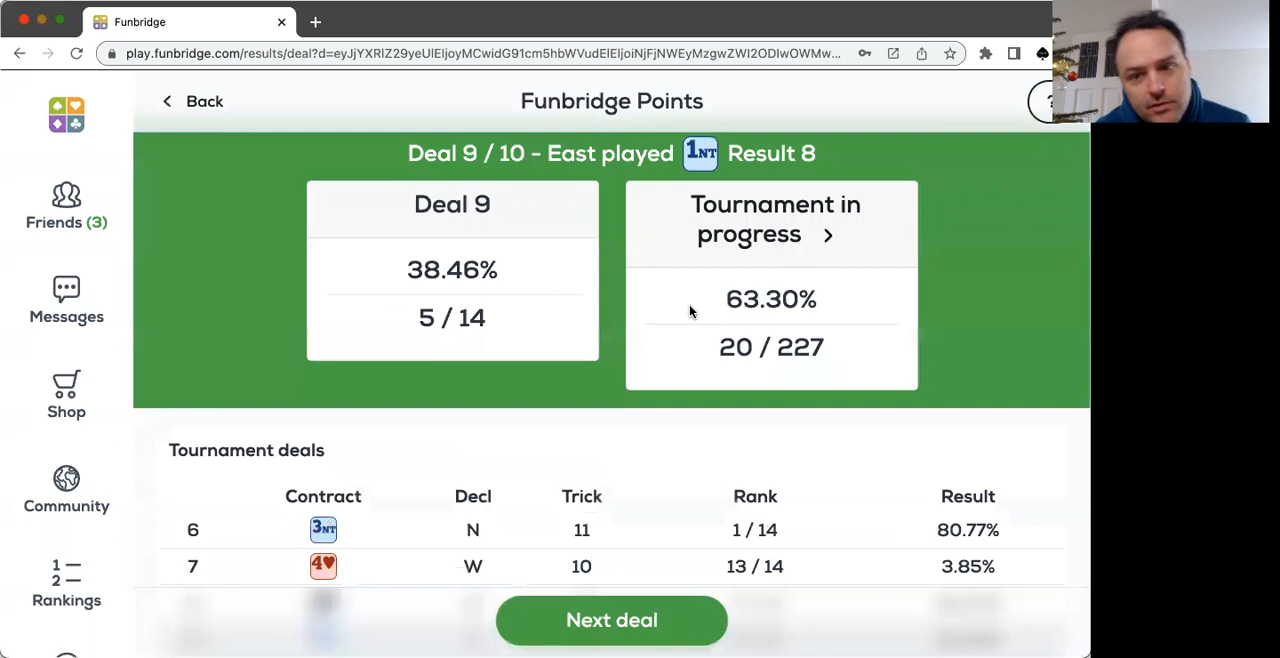 Funbridge
play.funbridge.com/results/deal?d=eyJjYXRlZ29yeUlEIjoyMCwidG91cm5hbWVudElEIjoiNjFjNWEyMzgwZWI2ODIwOWMw...
Back
Funbridge Points
?
Deal 9 / 10 - East played 1NT Result 8
Deal 9
38.46%
5 / 14
Tournament in
progress >
63.30%
20 / 227
Friends (3)
Messages
Shop
Community
1
2
Rankings
Tournament deals
Contract Decl Trick Rank Result
6 3NT N 11 1 / 14 80.77%
7 4♥ W 10 13 / 14 3.85%
Next deal